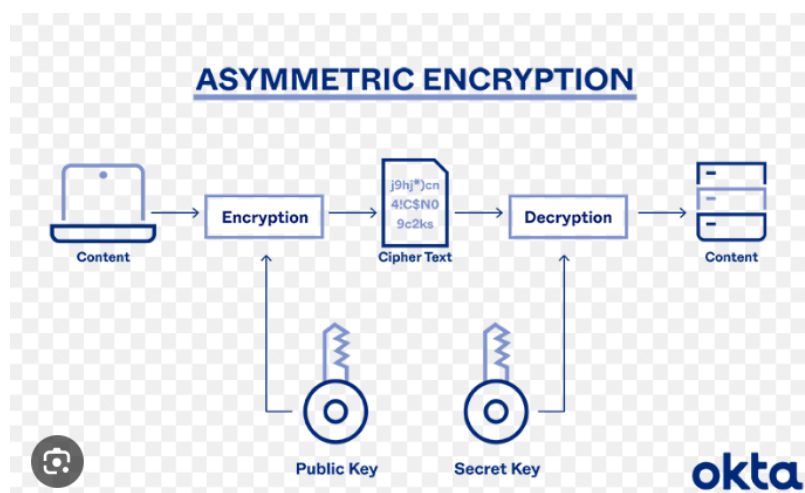 ASYMMETRIC ENCRYPTION
j9hj*)cn
4!C$N0
9c2ks
Encryption
Decryption
Content
Cipher Text
Content
Public Key
Secret Key
okta